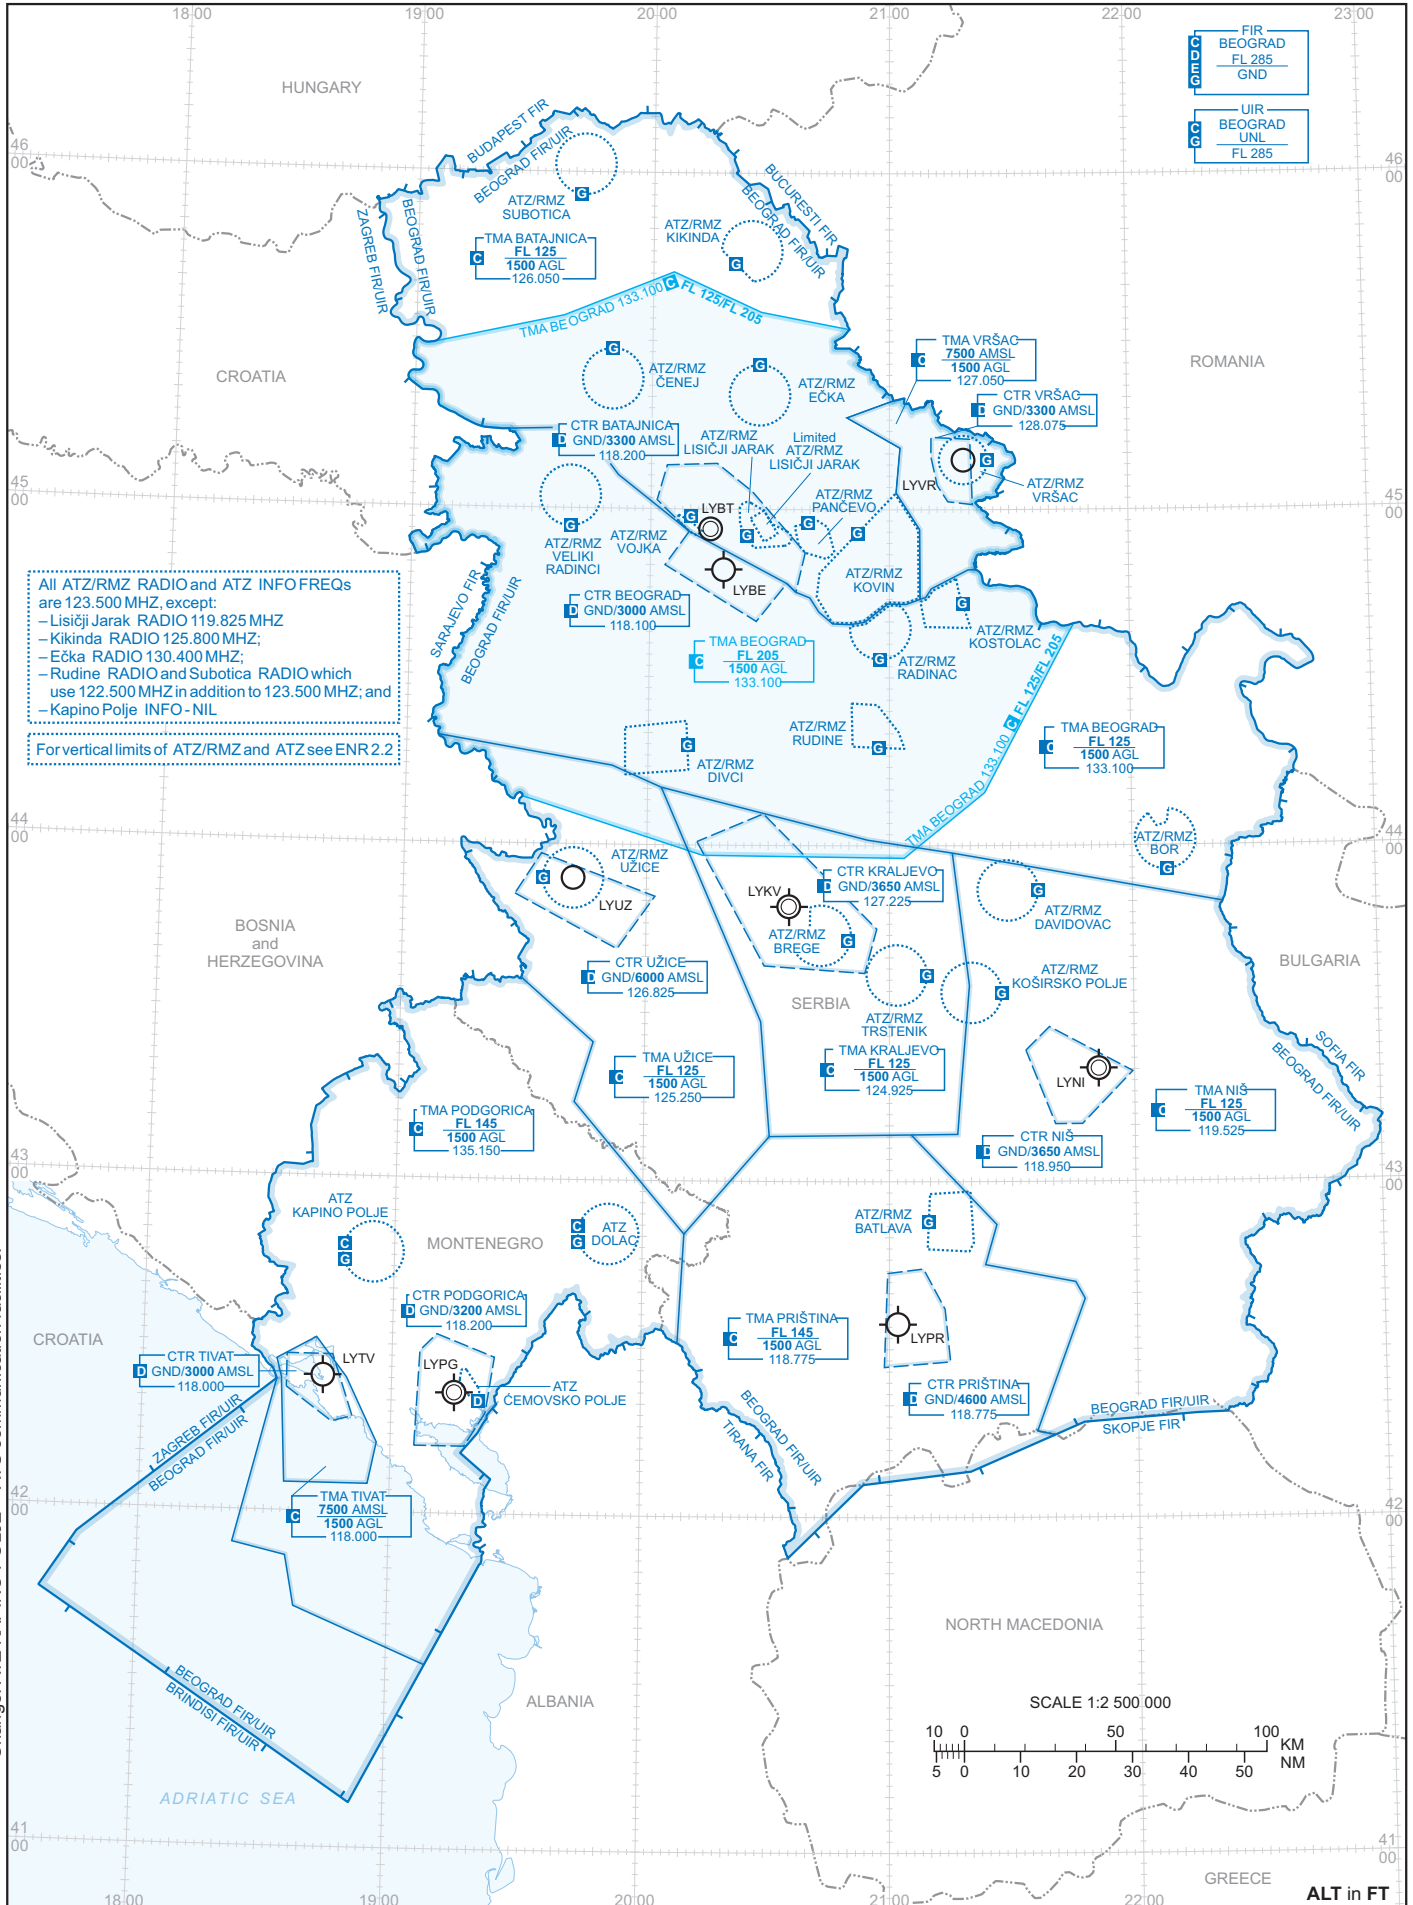 18:00
19:00
20:00
21:00
22:00
23:00
FIR
BEOGRAD
FL 285
GND
C
D
E
G
UIR
BEOGRAD
UNL
FL 285
C
G
HUNGARY
46
00
46
00
BUDAPEST FIR
BEOGRAD FIR/UIR
BUCURESTI FIR
BEOGRAD FIR/UIR
ZAGREB FIR/UIR
BEOGRAD FIR/UIR
G
ATZ/RMZ
SUBOTICA
ATZ/RMZ
KIKINDA
G
TMA BATAJNICA
FL 125
1500 AGL
126.050
C
TMA BEOGRAD 133.100 C FL 125/FL 205
CROATIA
ROMANIA
TMA VRŠAC
7500 AMSL
1500 AGL
127.050
C
G
ATZ/RMZ
ČENEJ
G
ATZ/RMZ
EČKA
CTR VRŠAC
GND/3300 AMSL
128.075
D
CTR BATAJNICA
GND/3300 AMSL
118.200
D
ATZ/RMZ
LISIČJI JARAK
Limited
ATZ/RMZ
LISIČJI JARAK
LYVR
G
ATZ/RMZ
VRŠAC
45
00
45
00
ATZ/RMZ
PANČEVO
LYBT
G
G
G
G
G
ATZ/RMZ
VELIKI
RADINCI
ATZ/RMZ
VOJKA
LYBE
ATZ/RMZ
KOVIN
SARAJEVO FIR
BEOGRAD FIR/UIR
All ATZ/RMZ RADIO and ATZ INFO FREQs
are 123.500 MHZ, except:
– Lisičji Jarak RADIO 119.825 MHZ
– Kikinda RADIO 125.800 MHZ;
– Ečka RADIO 130.400 MHZ;
– Rudine RADIO and Subotica RADIO which
use 122.500 MHZ in addition to 123.500 MHZ; and
– Kapino Polje INFO - NIL
For vertical limits of ATZ/RMZ and ATZ see ENR 2.2
CTR BEOGRAD
GND/3000 AMSL
118.100
D
G
ATZ/RMZ
KOSTOLAC
TMA BEOGRAD
FL 205
1500 AGL
133.100
C
G
ATZ/RMZ
RADINAC
ATZ/RMZ
RUDINE
G
G
ATZ/RMZ
DIVCI
TMA BEOGRAD 133.100 C FL 125/FL 205
TMA BEOGRAD
FL 125
1500 AGL
133.100
C
44
00
44
00
ATZ/RMZ
BOR
G
ATZ/RMZ
UŽICE
G
LYUZ
LYKV
CTR KRALJEVO
GND/3650 AMSL
127.225
D
ATZ/RMZ
BREGE
G
G
ATZ/RMZ
DAVIDOVAC
BOSNIA
and
HERZEGOVINA
BULGARIA
CTR UŽICE
GND/6000 AMSL
126.825
D
SERBIA
G
ATZ/RMZ
TRSTENIK
ATZ/RMZ
KOŠIRSKO POLJE
G
TMA UŽICE
FL 125
1500 AGL
125.250
C
TMA KRALJEVO
FL 125
1500 AGL
124.925
C
LYNI
SOFIA FIR
BEOGRAD FIR/UIR
TMA NIŠ
FL 125
1500 AGL
119.525
C
TMA PODGORICA
FL 145
1500 AGL
135.150
C
CTR NIŠ
GND/3650 AMSL
118.950
D
43
00
43
00
ATZ
KAPINO POLJE
C
G
C
G
ATZ
DOLAC
MONTENEGRO
ATZ/RMZ
BATLAVA
G
CTR PODGORICA
GND/3200 AMSL
118.200
D
TMA PRIŠTINA
FL 145
1500 AGL
118.775
C
LYPR
CROATIA
CTR TIVAT
GND/3000 AMSL
118.000
D
LYTV
LYPG
D
ATZ
ĆEMOVSKO POLJE
CTR PRIŠTINA
GND/4600 AMSL
118.775
D
BEOGRAD FIR/UIR
SKOPJE FIR
BEOGRAD FIR/UIR
TIRANA FIR
ZAGREB FIR/UIR
BEOGRAD FIR/UIR
TMA TIVAT
7500 AMSL
1500 AGL
118.000
C
42
00
42
00
NORTH MACEDONIA
BEOGRAD FIR/UIR
BRINDISI FIR/UIR
ALBANIA
SCALE 1:2 500 000
10 0 50 100 KM
5 0 10 20 30 40 50 NM
ADRIATIC SEA
41
00
41
00
GREECE
ALT in FT
18:00
19:00
20:00
21:00
22:00